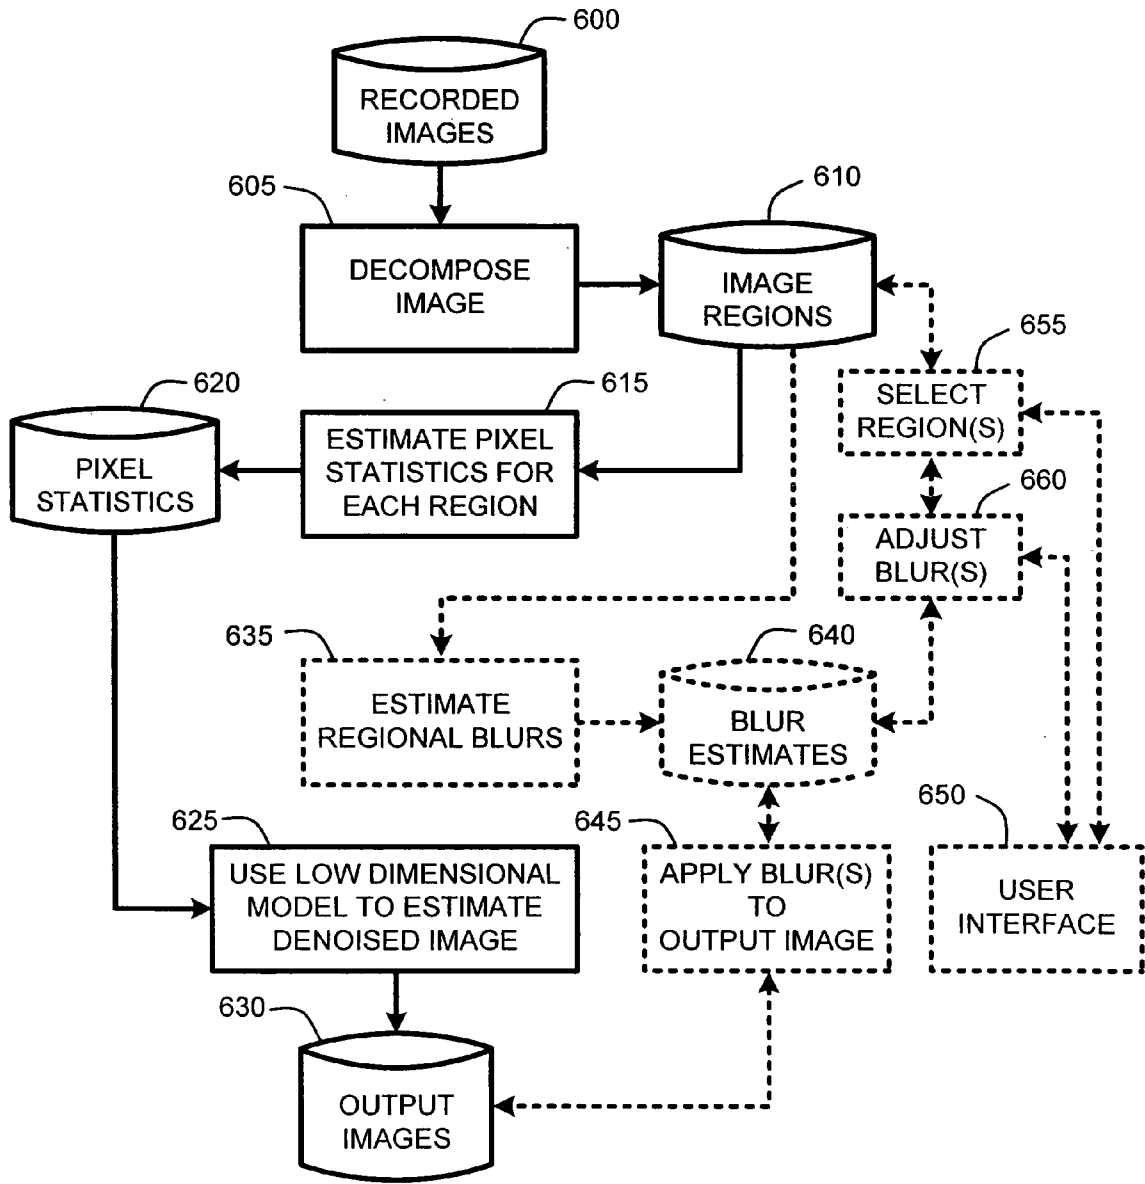 600
RECORDED
IMAGES
605
DECOMPOSE
IMAGE
610
IMAGE
REGIONS
655
SELECT
REGION(S)
620
PIXEL
STATISTICS
615
ESTIMATE PIXEL
STATISTICS FOR
EACH REGION
660
ADJUST
BLUR(S)
635
ESTIMATE
REGIONAL BLURS
640
BLUR
ESTIMATES
625
USE LOW DIMENSIONAL
MODEL TO ESTIMATE
DENOISED IMAGE
645
APPLY BLUR(S)
TO
OUTPUT IMAGE
650
USER
INTERFACE
630
OUTPUT
IMAGES